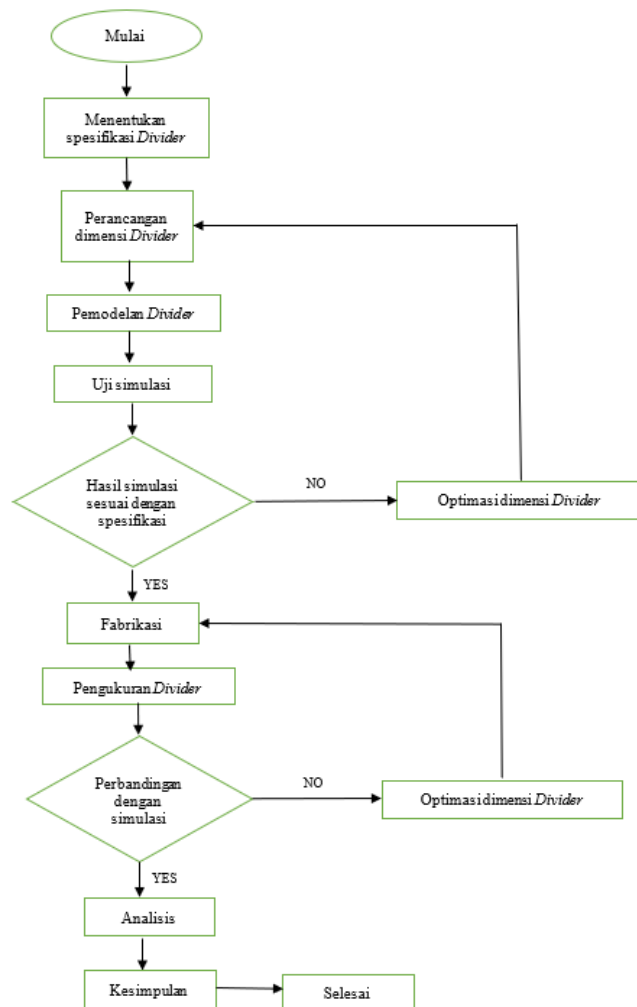 Mulai
Menentukan
spesifikasi Divider
Perancangan
dimensi Divider
Pemodelan Divider
Uji simulasi
Hasil simulasi
sesuai dengan
spesifikasi
NO
Optimasi dimensi Divider
YES
Fabrikasi
Pengukuran Divider
Perbandingan
dengan
simulasi
NO
Optimasi dimensi Divider
YES
Analisis
Kesimpulan
Selesai